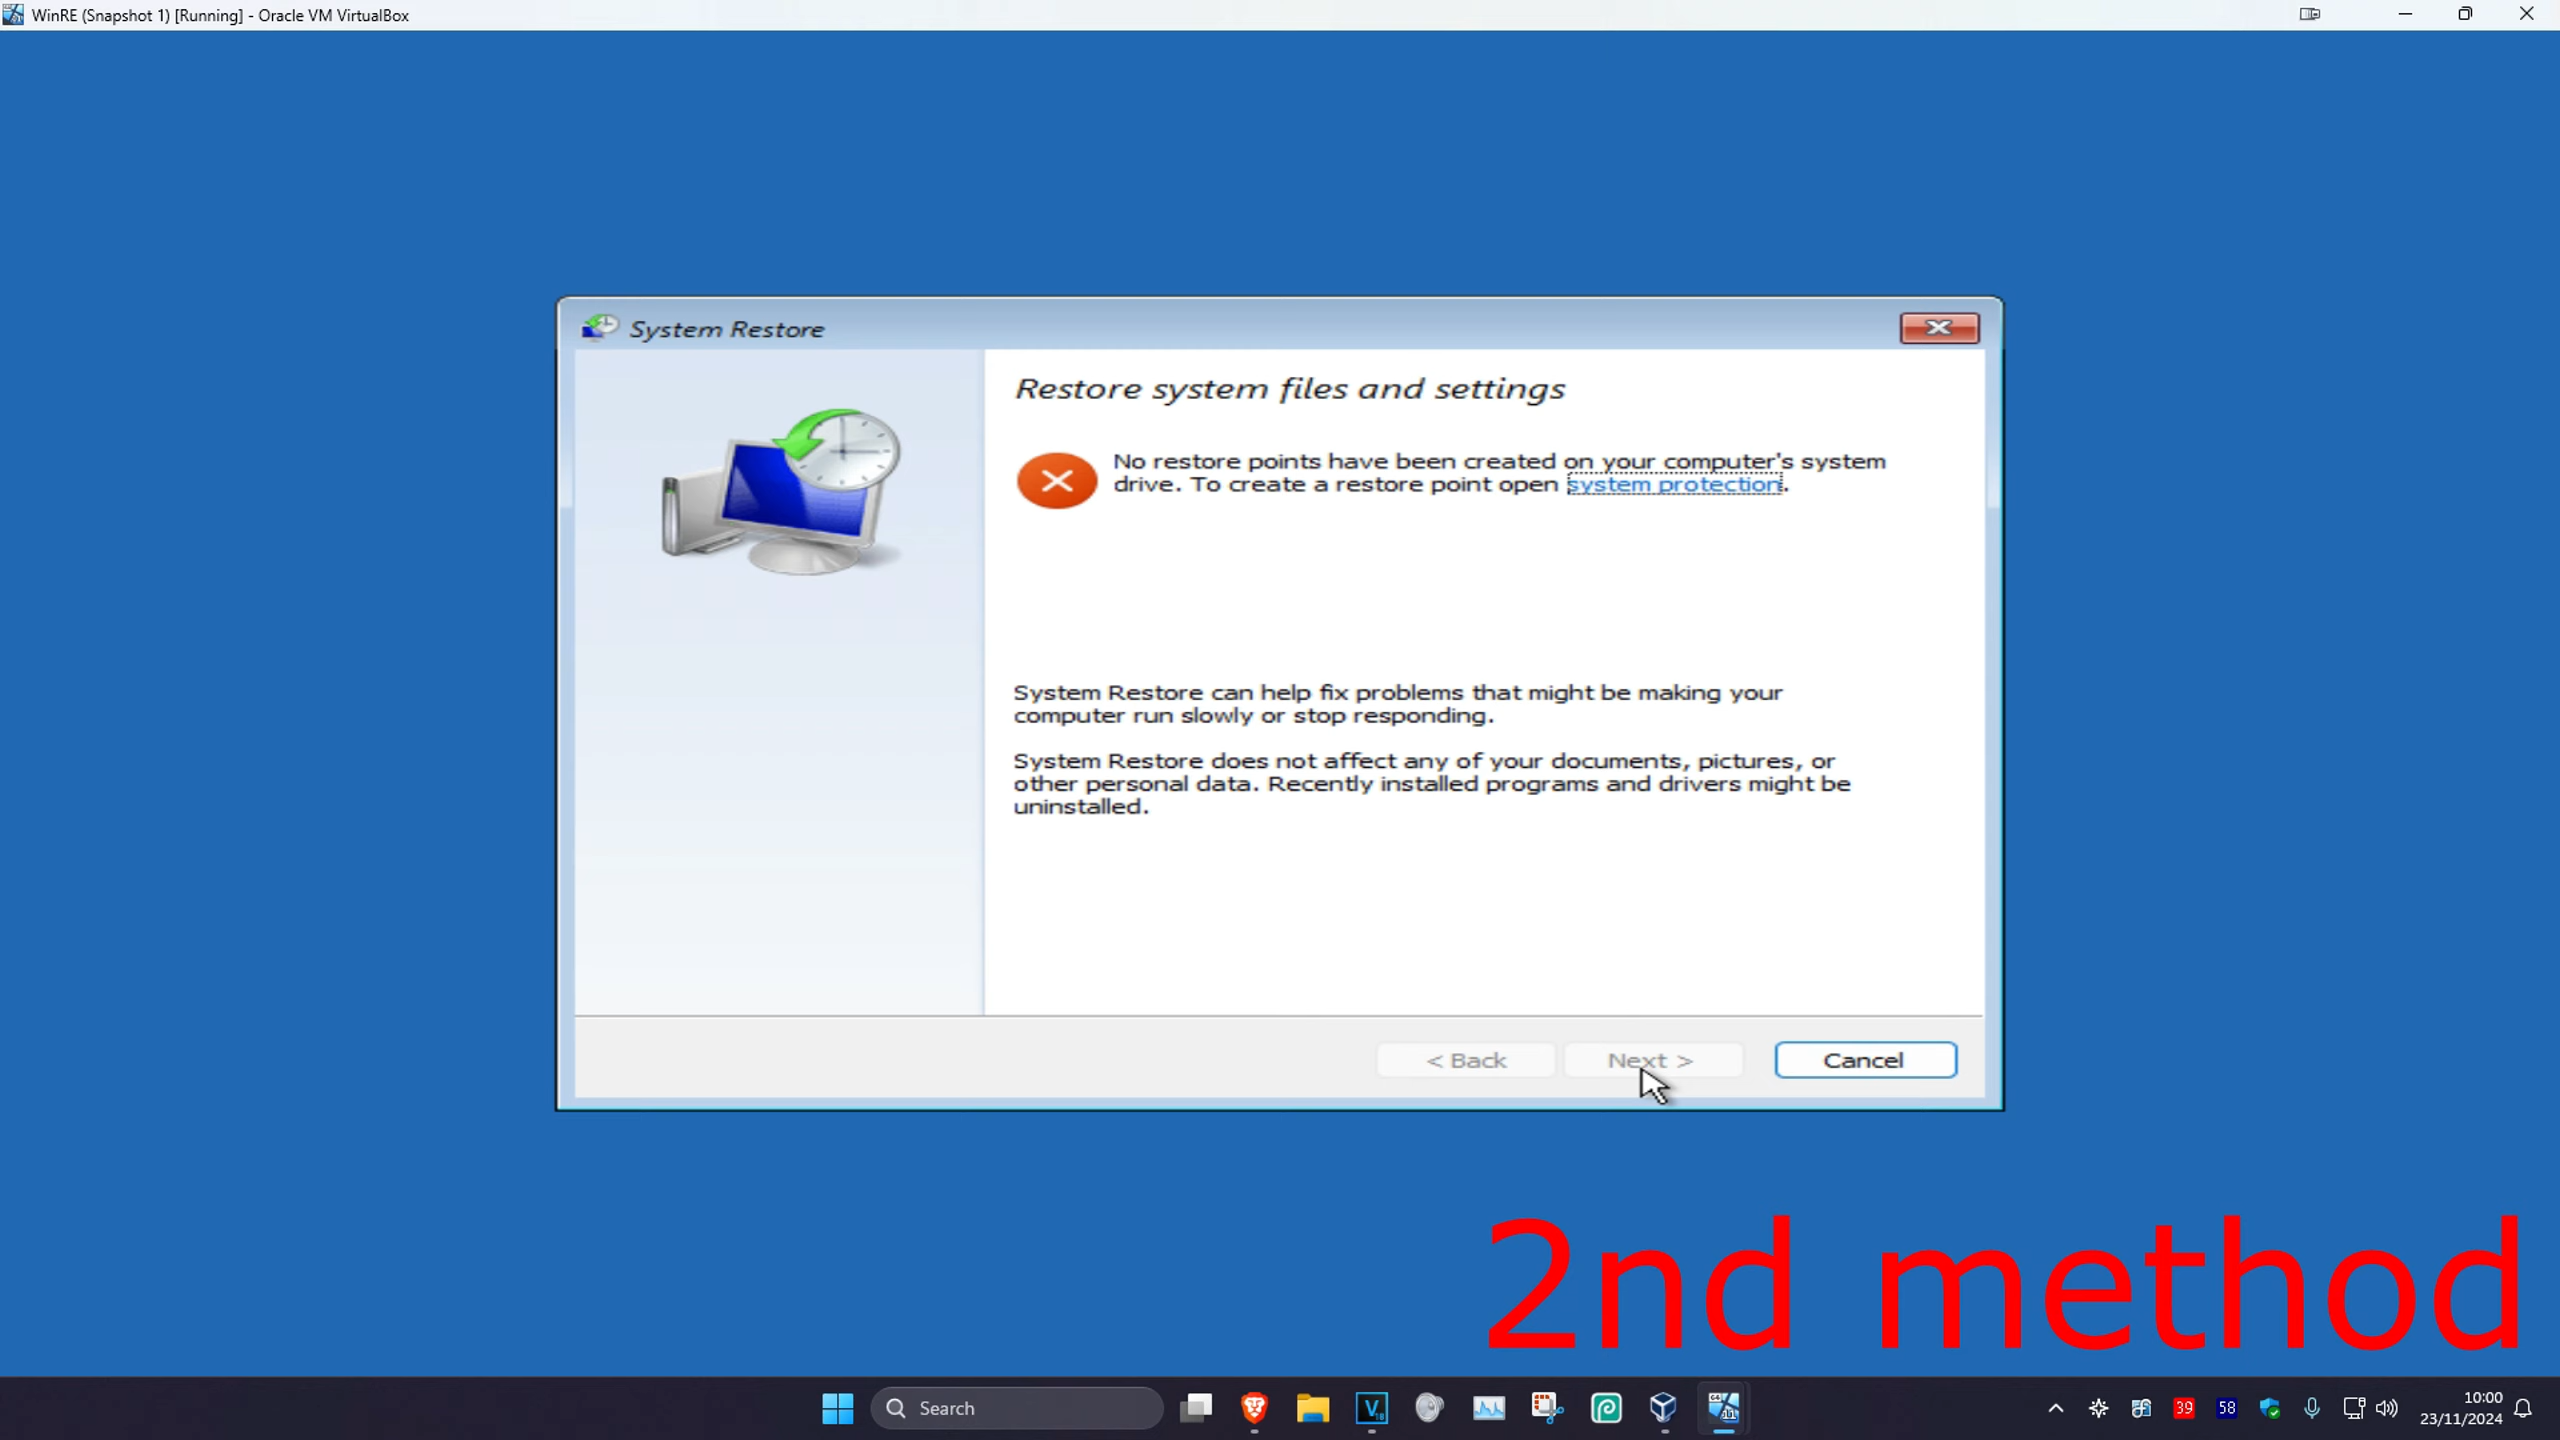 WinRE (Snapshot 1) [Running] - Oracle VM VirtualBox
System Restore
Restore system files and settings
No restore points have been created on your computer's system
drive. To create a restore point open system protection.
System Restore can help fix problems that might be making your
computer run slowly or stop responding.
System Restore does not affect any of your documents, pictures, or
other personal data. Recently installed programs and drivers might be
uninstalled.
< Back
Next >
Cancel
2nd method
Search
39
58
10:00
23/11/2024